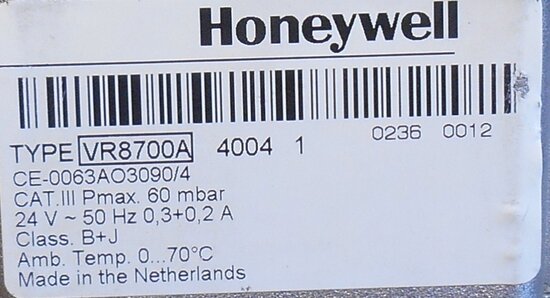 Honeywell
TYPE VR8700A 4004 1 0236 0012
CE-0063AO3090/4
CAT.III Pmax. 60 mbar
24 V ~ 50 Hz 0,3+0,2 A
Class. B+J
Amb. Temp. 0...70°C
Made in the Netherlands